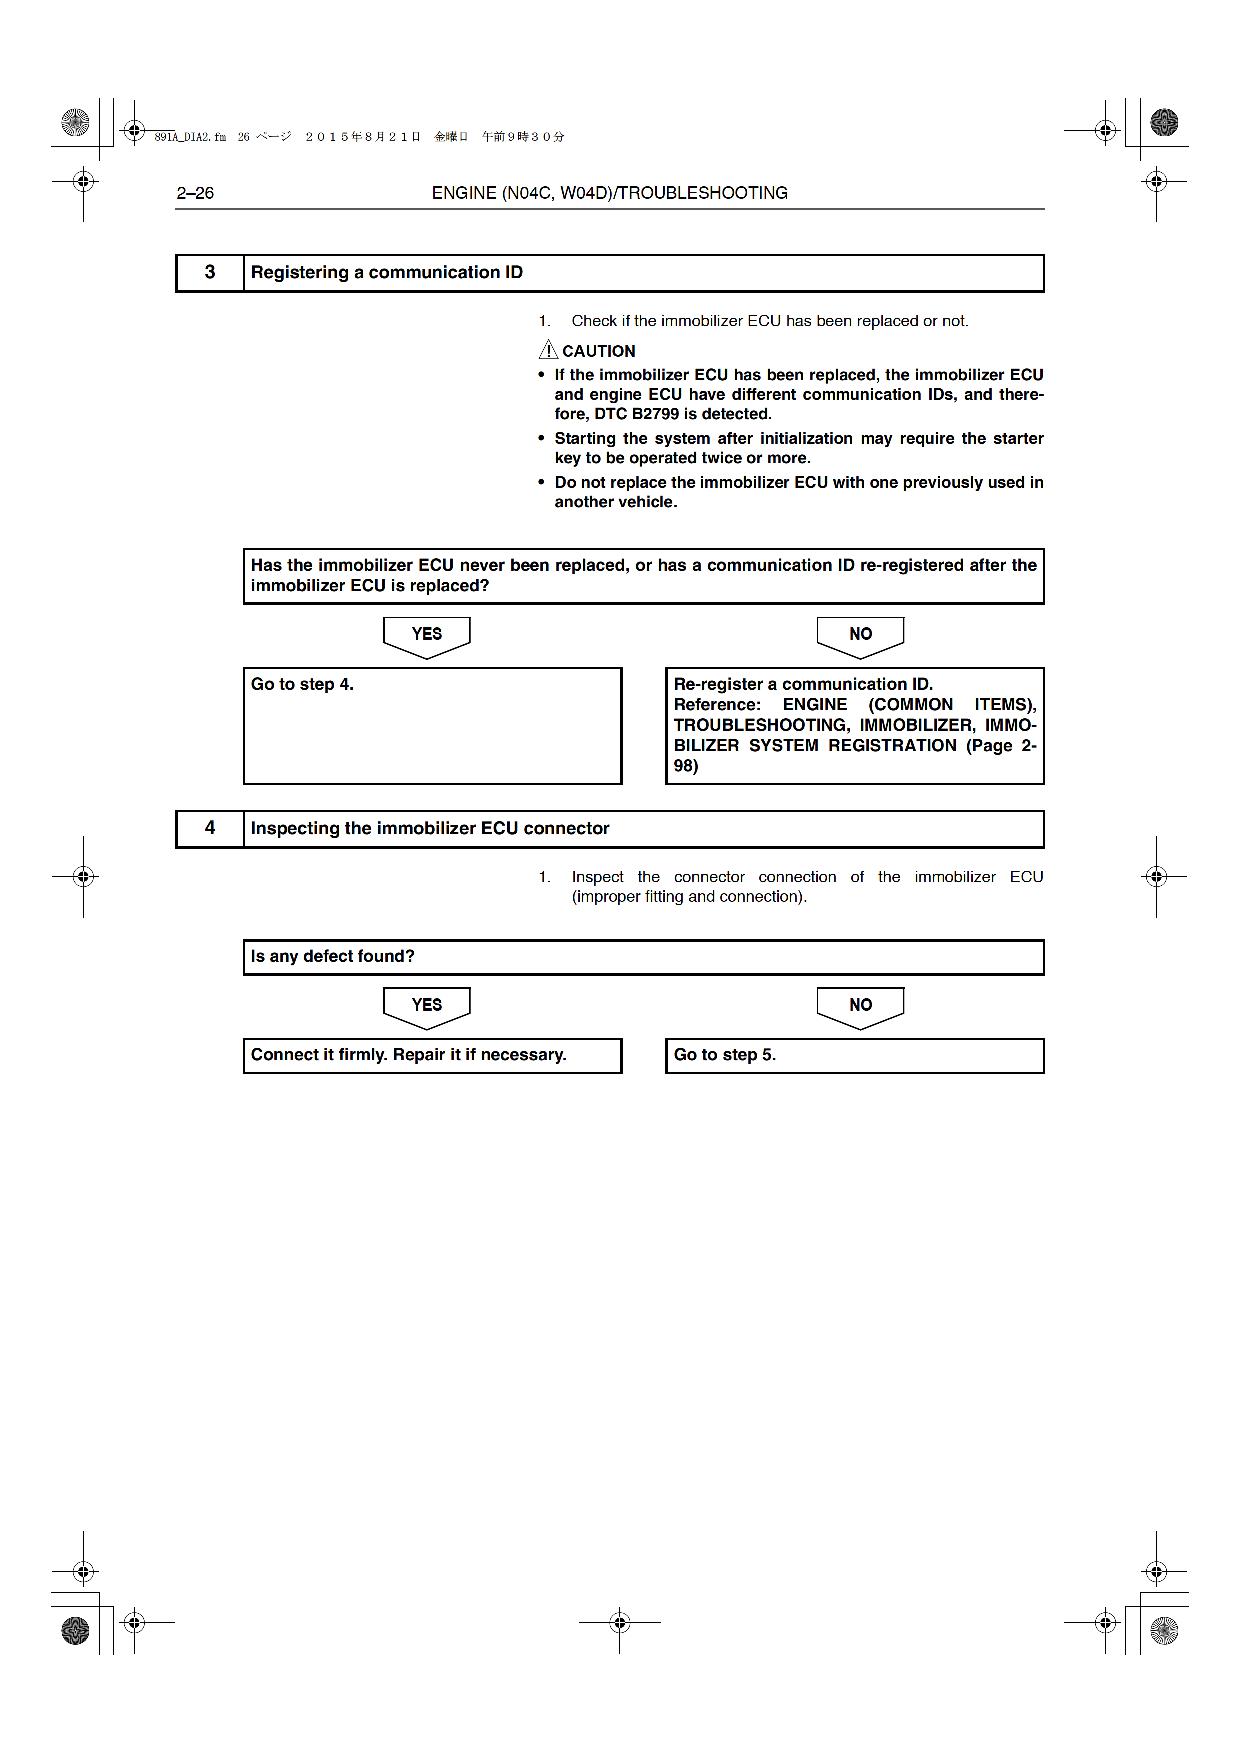 891A_DIA2.fm 26 ページ ２０１５年８月２１日 金曜日 午前９時３０分
2–26 ENGINE (N04C, W04D)/TROUBLESHOOTING
3 Registering a communication ID
1. Check if the immobilizer ECU has been replaced or not.
CAUTION
• If the immobilizer ECU has been replaced, the immobilizer ECU
and engine ECU have different communication IDs, and there-
fore, DTC B2799 is detected.
• Starting the system after initialization may require the starter
key to be operated twice or more.
• Do not replace the immobilizer ECU with one previously used in
another vehicle.
Has the immobilizer ECU never been replaced, or has a communication ID re-registered after the
immobilizer ECU is replaced?
YES NO
Go to step 4.
Re-register a communication ID.
Reference: ENGINE (COMMON ITEMS),
TROUBLESHOOTING, IMMOBILIZER, IMMO-
BILIZER SYSTEM REGISTRATION (Page 2-
98)
4 Inspecting the immobilizer ECU connector
1. Inspect the connector connection of the immobilizer ECU
(improper fitting and connection).
Is any defect found?
YES NO
Connect it firmly. Repair it if necessary.
Go to step 5.